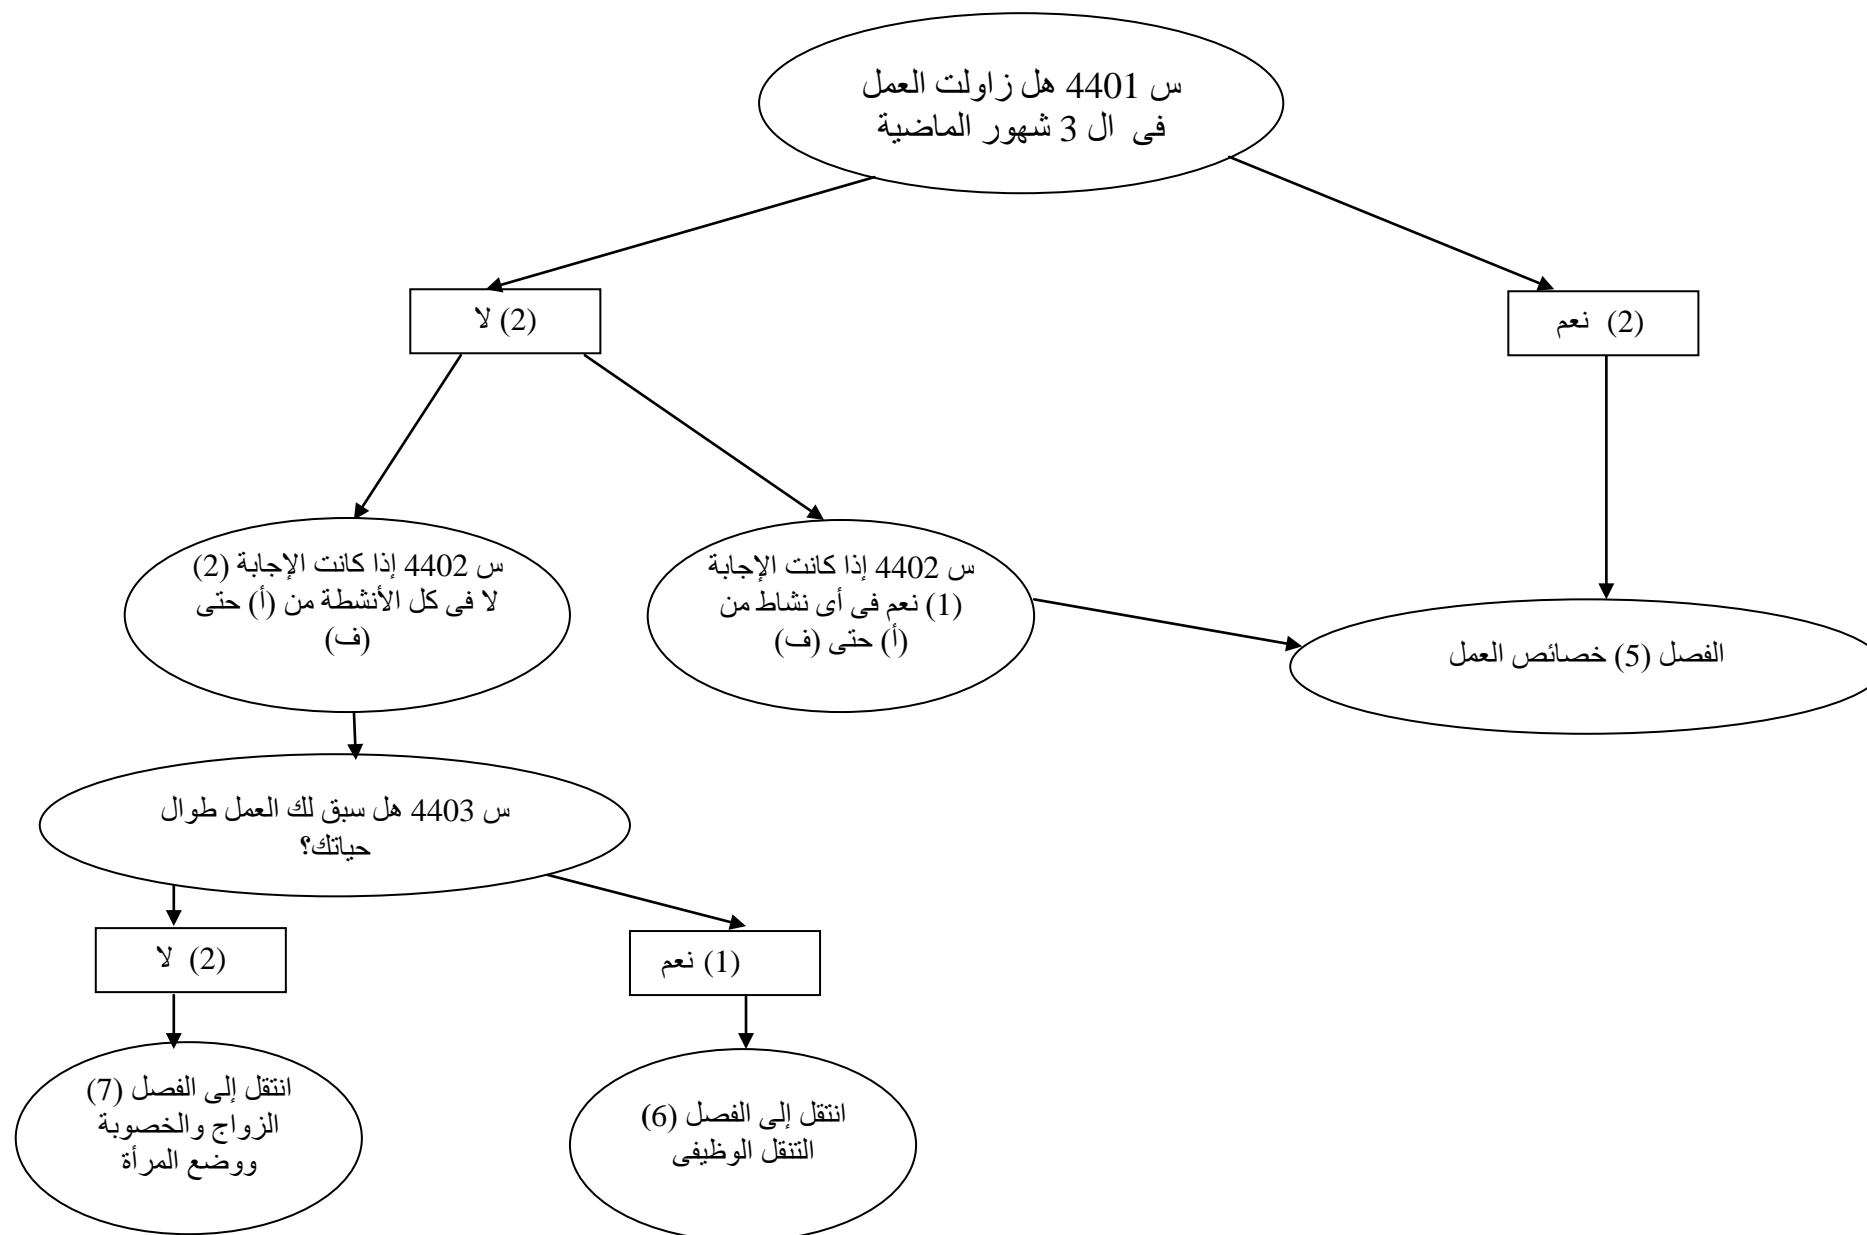 س 4401 هل زاولت العمل
فى ال 3 شهور الماضية
(2) نعم
(2) لا
س 4402 إذا كانت الإجابة
(1) نعم فى أى نشاط من
(أ) حتى (ف)
س 4402 إذا كانت الإجابة (2)
لا فى كل الأنشطة من (أ) حتى
(ف)
الفصل (5) خصائص العمل
س 4403 هل سبق لك العمل طوال
حياتك؟
(1) نعم
(2) لا
انتقل إلى الفصل (6)
التنقل الوظيفى
انتقل إلى الفصل (7)
الزواج والخصوبة
ووضع المرأة